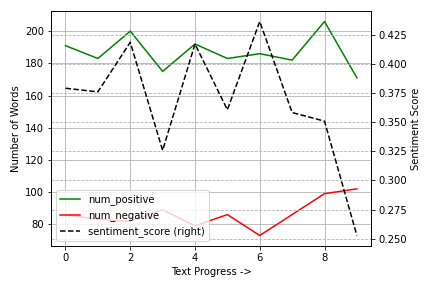 200
180
160
140
120
100
80
Number of Words
0.425
0.400
0.375
0.350
0.325
0.300
0.275
0.250
Sentiment Score
num_positive
num_negative
sentiment_score (right)
0 2 4 6 8
Text Progress ->